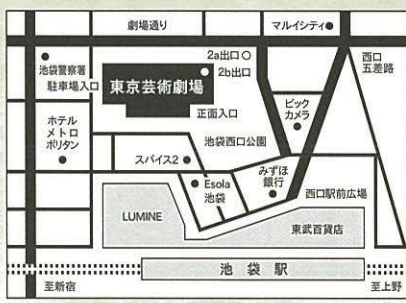 劇場通り
マルイシティ
2a出口
2b出口
西口
五差路
池袋警察署
駐車場入口
東京芸術劇場
正面入口
ビック
カメラ
ホテル
メトロ
ポリタン
池袋西口公園
スパイス2
Esola
池袋
みずほ
銀行
西口駅前広場
LUMINE
東武百貨店
池袋駅
至新宿
至上野